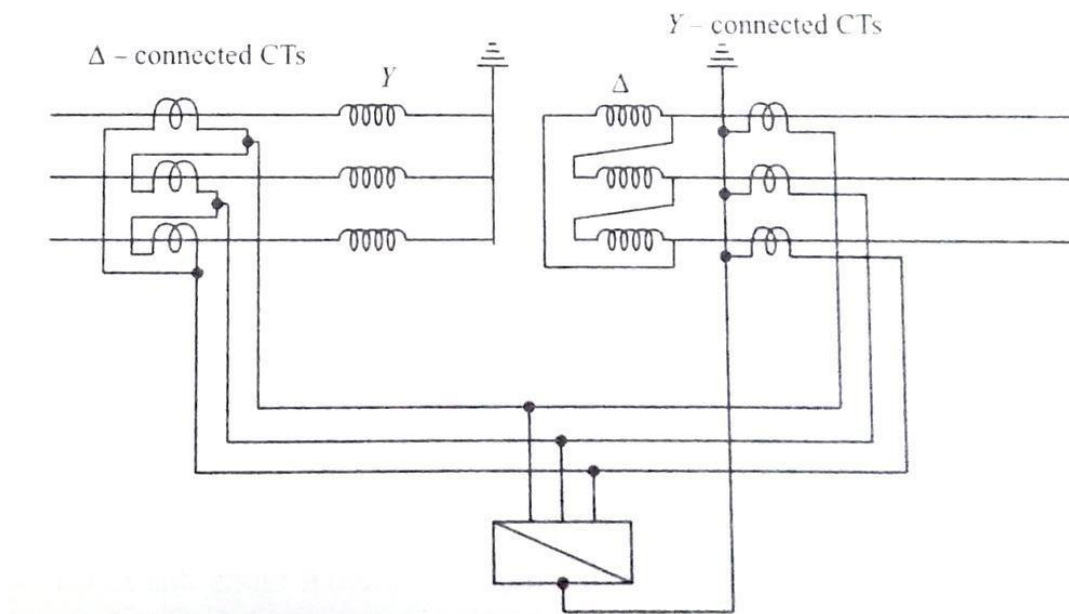 Y – connected CTs
Δ – connected CTs
Y
Δ